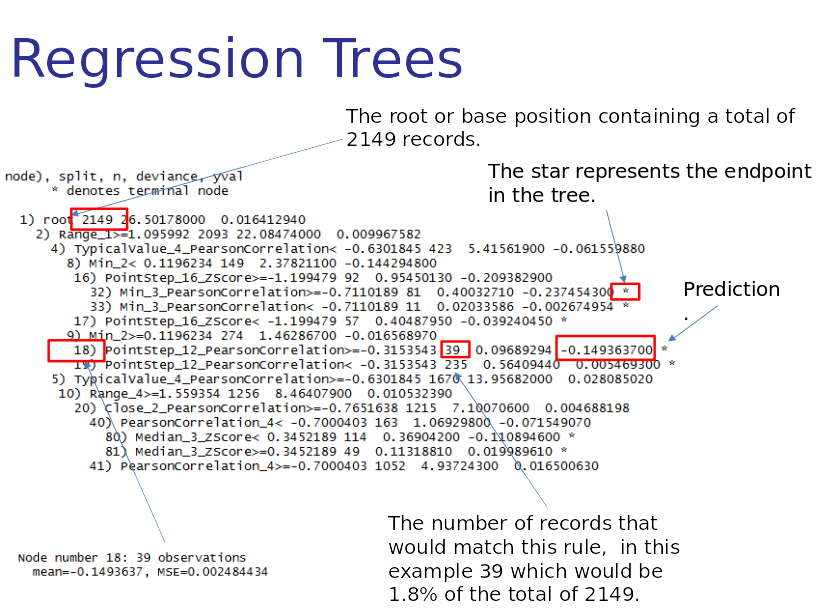 Regression Trees
The root or base position containing a total of
2149 records.
The star represents the endpoint
in the tree.
node), split, n, deviance, yval
* denotes terminal node
1) root 2149 26.50178000 0.016412940
2) Range_1>=1.095992 2093 22.08474000 0.009967582
4) TypicalValue_4_PearsonCorrelation< -0.6301845 423 5.41561900 -0.061559880
8) Min_2< 0.1196234 149 2.37821100 -0.144294800
16) PointStep_16_ZScore>=-1.199479 92 0.95450130 -0.209382900
32) Min_3_PearsonCorrelation>=-0.7110189 81 0.40032710 -0.237454300 *
33) Min_3_PearsonCorrelation< -0.7110189 11 0.02033586 -0.002674954 *
17) PointStep_16_ZScore< -1.199479 57 0.40487950 -0.039240450 *
9) Min_2>=0.1196234 274 1.46286700 -0.016568970
18) PointStep_12_PearsonCorrelation>=-0.3153543 39 0.09689294 -0.149363700 *
19) PointStep_12_PearsonCorrelation< -0.3153543 235 0.56409440 0.005469300 *
5) TypicalValue_4_PearsonCorrelation>=-0.6301845 1670 13.95682000 0.028085020
10) Range_4>=1.559354 1256 8.46407900 0.010532390
20) Close_2_PearsonCorrelation>=-0.7651638 1215 7.10070600 0.004688198
40) PearsonCorrelation_4< -0.7000403 163 1.06929800 -0.071549070
80) Median_3_ZScore< 0.3452189 114 0.36904200 -0.110894600 *
81) Median_3_ZScore>=0.3452189 49 0.11318810 0.019989610 *
41) PearsonCorrelation_4>=-0.7000403 1052 4.93724300 0.016500630
Prediction
.
Node number 18: 39 observations
mean=-0.1493637, MSE=0.002484434
The number of records that
would match this rule, in this
example 39 which would be
1.8% of the total of 2149.